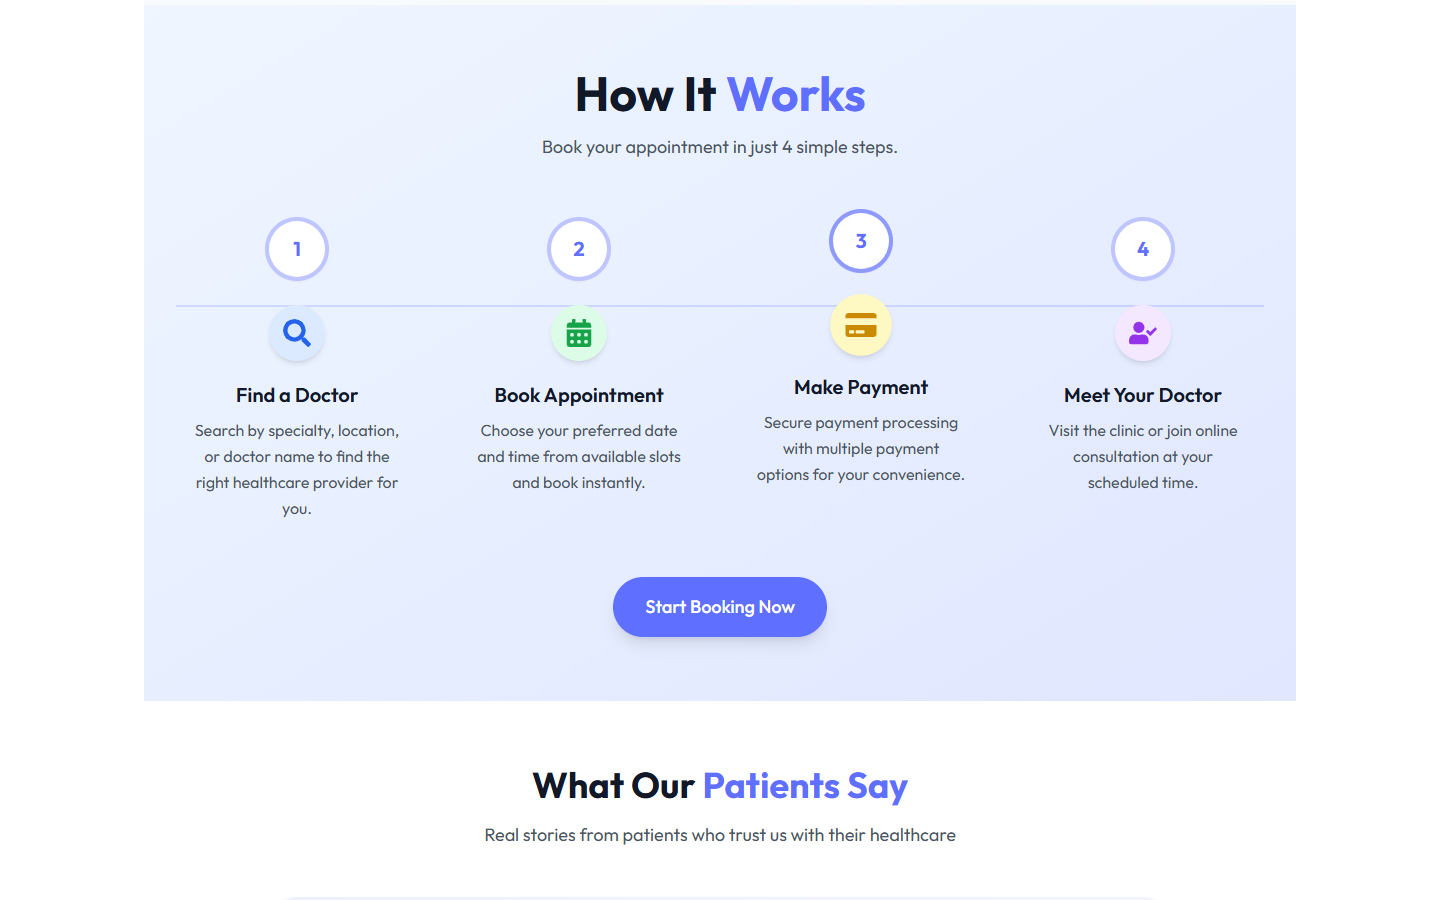 How It Works
Book your appointment in just 4 simple steps.
1
Find a Doctor
Search by specialty, location,
or doctor name to find the
right healthcare provider for
you.
2
Book Appointment
Choose your preferred date
and time from available slots
and book instantly.
3
Make Payment
Secure payment processing
with multiple payment
options for your convenience.
4
Meet Your Doctor
Visit the clinic or join online
consultation at your
scheduled time.
Start Booking Now
What Our Patients Say
Real stories from patients who trust us with their healthcare